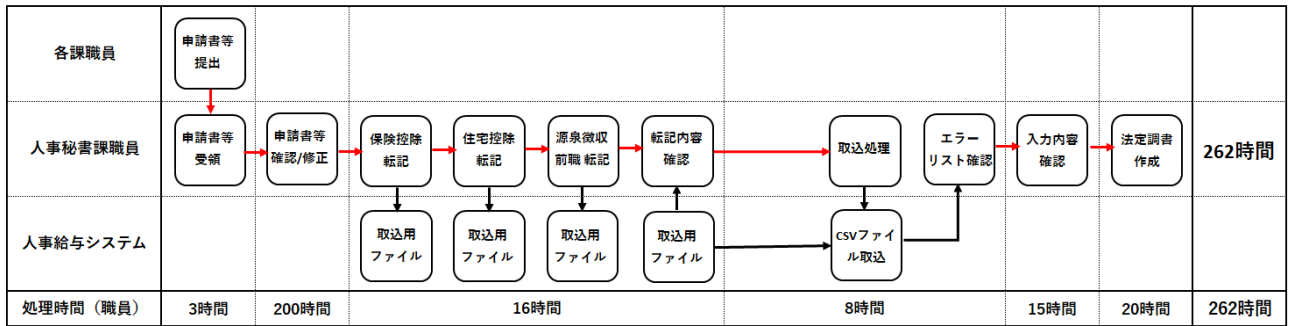 各課職員
申請書等
提出
人事秘書課職員
申請書等
受領
申請書等
確認/修正
保険控除
転記
住宅控除
転記
源泉徴収
前職 転記
転記内容
確認
取込処理
エラー
リスト確認
入力内容
確認
法定調書
作成
262時間
人事給与システム
取込用
ファイル
取込用
ファイル
取込用
ファイル
取込用
ファイル
CSVファイ
ル取込
処理時間（職員）
3時間
200時間
16時間
8時間
15時間
20時間
262時間